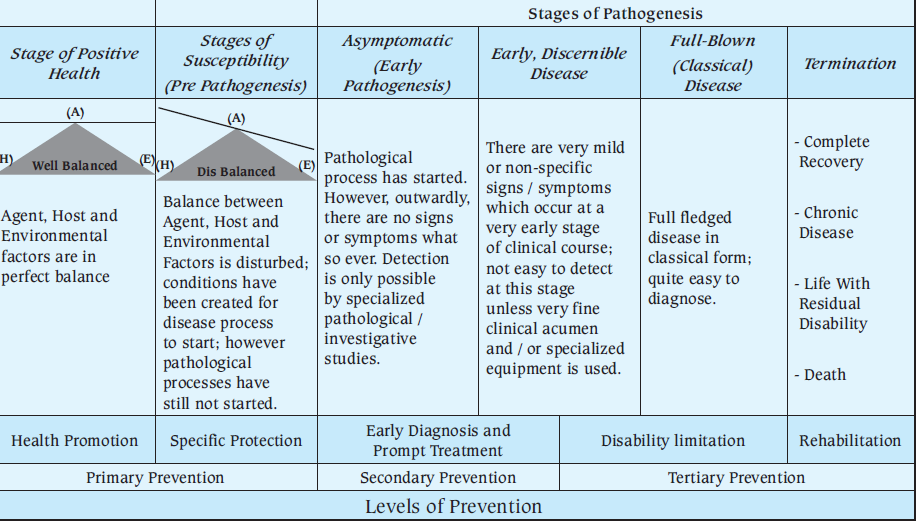 Stages of Pathogenesis
Stage of Positive
Health
Stages of
Susceptibility
(Pre Pathogenesis)
Asymptomatic
(Early
Pathogenesis)
Early, Discernible
Disease
Full-Blown
(Classical)
Disease
Termination
(A)
H)
Well Balanced
(E)
Agent, Host and
Environmental
factors are in
perfect balance
(A)
(H)
Dis Balanced
(E)
Balance between
Agent, Host and
Environmental
Factors is disturbed;
conditions have
been created for
disease process
to start; however
pathological
processes have
still not started.
Pathological
process has started.
However, outwardly,
there are no signs
or symptoms what
so ever. Detection
is only possible
by specialized
pathological /
investigative
studies.
There are very mild
or non-specific
signs / symptoms
which occur at a
very early stage
of clinical course;
not easy to detect
at this stage
unless very fine
clinical acumen
and / or specialized
equipment is used.
Full fledged
disease in
classical form;
quite easy to
diagnose.
- Complete
Recovery
- Chronic
Disease
- Life With
Residual
Disability
- Death
Health Promotion
Specific Protection
Early Diagnosis and
Prompt Treatment
Disability limitation
Rehabilitation
Primary Prevention
Secondary Prevention
Tertiary Prevention
Levels of Prevention